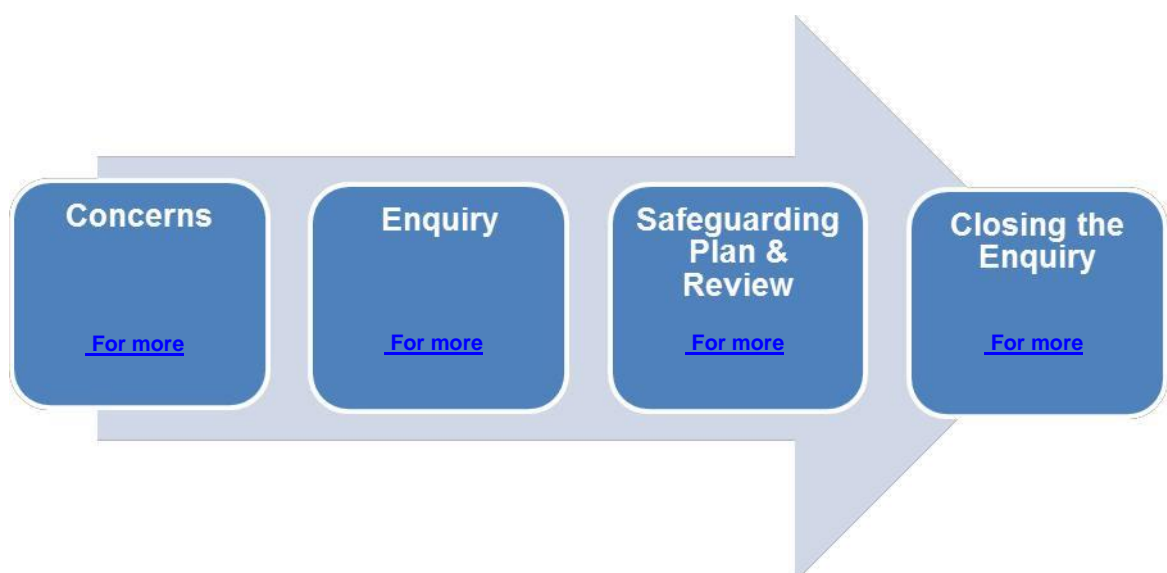 Concerns
For more
Enquiry
For more
Safeguarding
Plan &
Review
For more
Closing the
Enquiry
For more